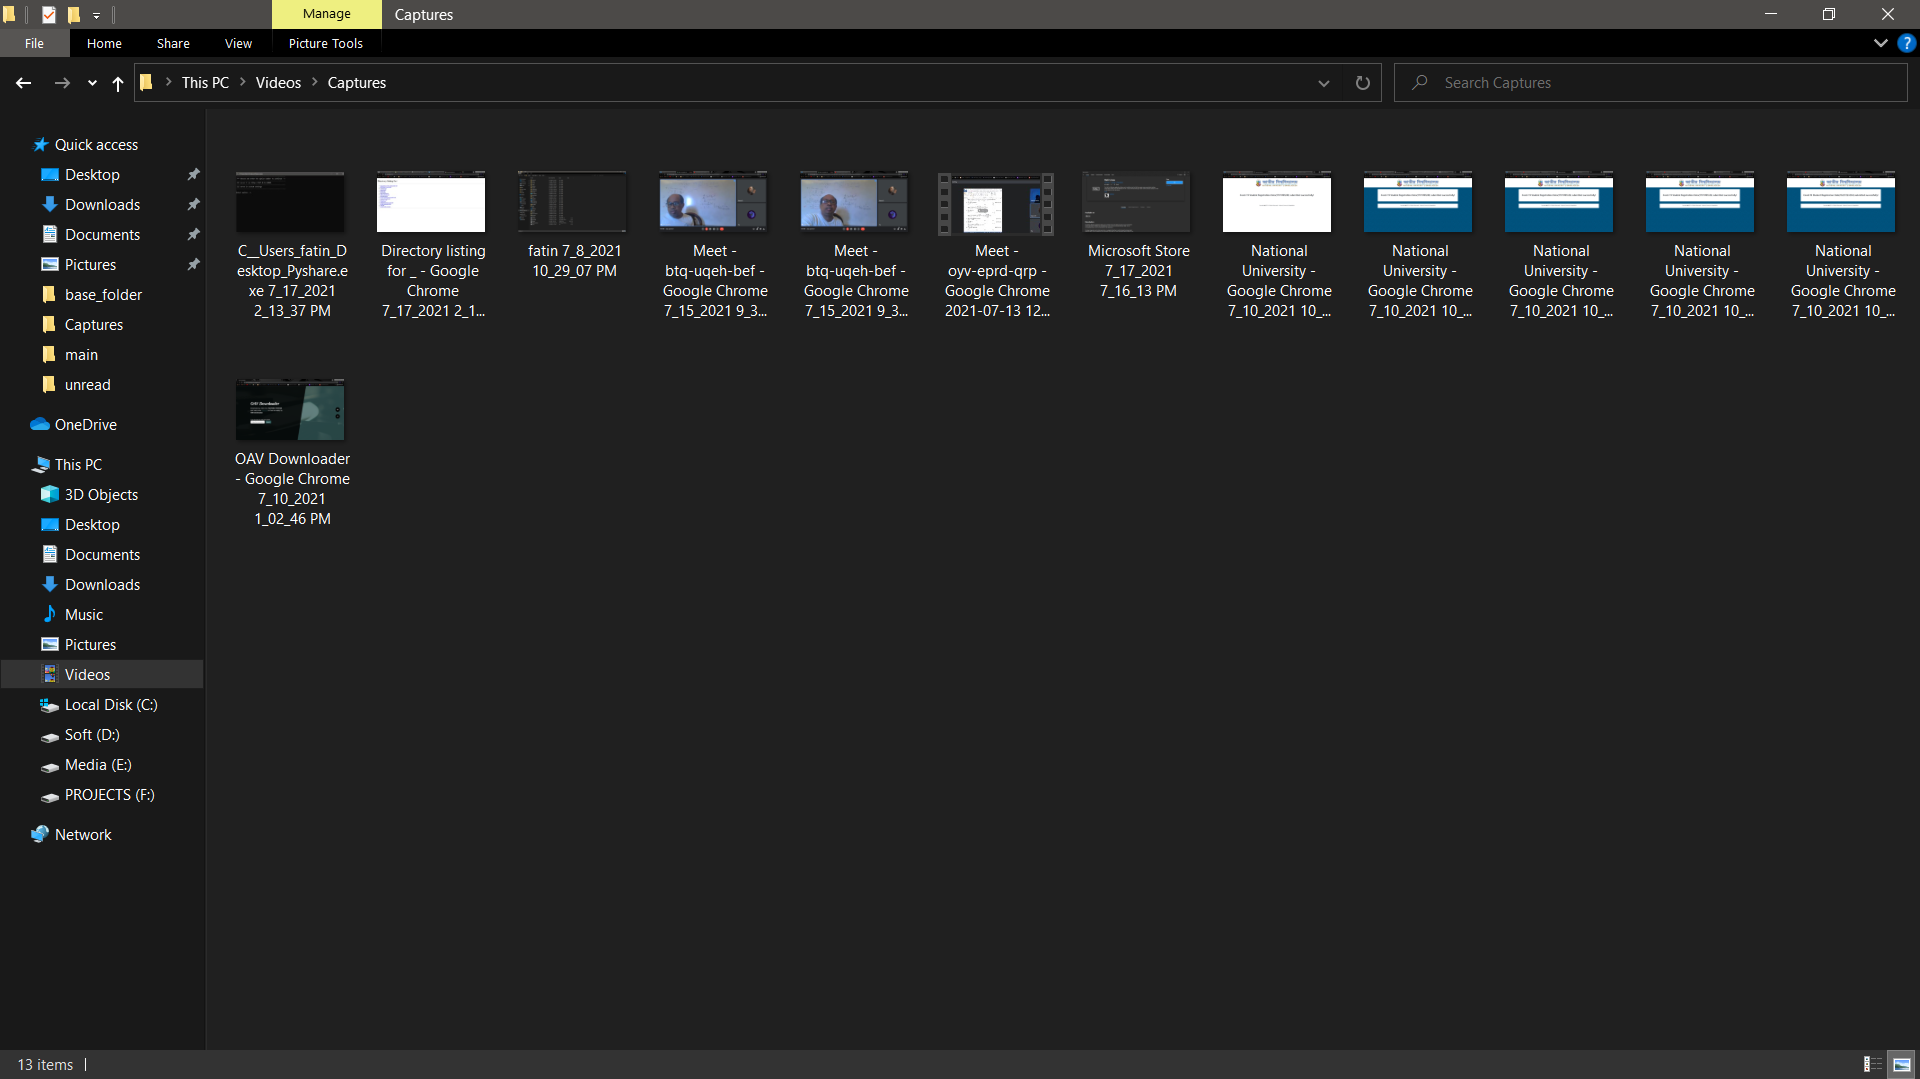 Manage
Captures
File
Home
Share
View
Picture Tools
This PC
Videos
Captures
Search Captures
Quick access
Desktop
Downloads
Documents
Pictures
base_folder
Captures
main
unread
OneDrive
This PC
3D Objects
Desktop
Documents
Downloads
Music
Pictures
Videos
Local Disk (C:)
Soft (D:)
Media (E:)
PROJECTS (F:)
Network
C__Users_fatin_D
esktop_Pyshare.e
xe 7_17_2021
2_13_37 PM
Directory listing
for _ - Google
Chrome
7_17_2021 2_1...
fatin 7_8_2021
10_29_07 PM
Meet -
btq-uqeh-bef -
Google Chrome
7_15_2021 9_3...
Meet -
btq-uqeh-bef -
Google Chrome
7_15_2021 9_3...
Meet -
oyv-eprd-qrp -
Google Chrome
2021-07-13 12...
Microsoft Store
7_17_2021
7_16_13 PM
National
University -
Google Chrome
7_10_2021 10_...
National
University -
Google Chrome
7_10_2021 10_...
National
University -
Google Chrome
7_10_2021 10_...
National
University -
Google Chrome
7_10_2021 10_...
National
University -
Google Chrome
7_10_2021 10_...
OAV Downloader
- Google Chrome
7_10_2021
1_02_46 PM
13 items